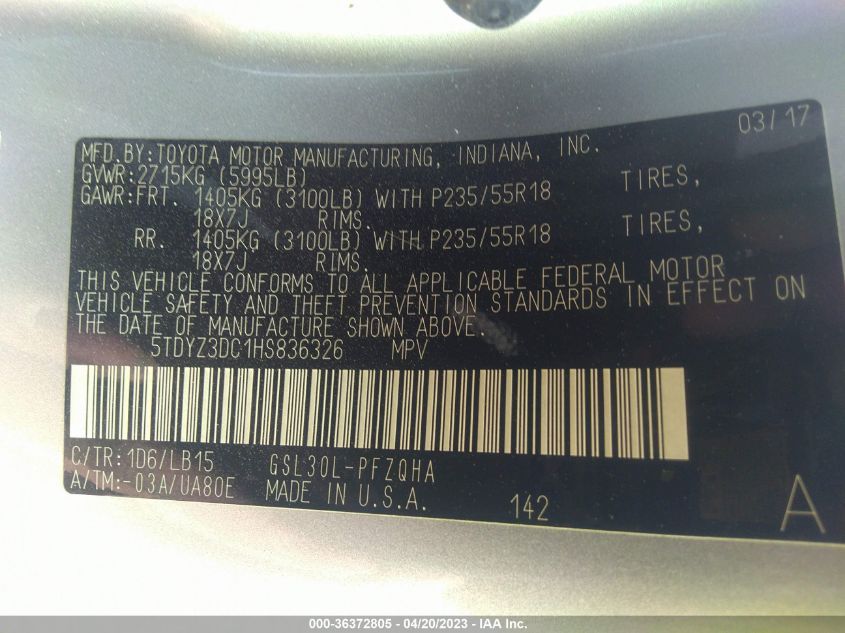 03/17
MFD.BY:TOYOTA MOTOR MANUFACTURING, INDIANA, INC.
GVWR:2715KG (5995LB)
GAWR:FRT. 1405KG (3100LB) WITH P235/55R18 TIRES,
18X7J RIMS.
RR. 1405KG (3100LB) WITH P235/55R18 TIRES,
18X7J RIMS.
THIS VEHICLE CONFORMS TO ALL APPLICABLE FEDERAL MOTOR
VEHICLE SAFETY AND THEFT PREVENTION STANDARDS IN EFFECT ON
THE DATE OF MANUFACTURE SHOWN ABOVE.
5TDYZ3DC1HS836326 MPV
C/TR:1D6/LB15 GSL30L-PFZQHA
A/TM:-03A/UA80E MADE IN U.S.A. 142
A
000-36372805 - 04/20/2023 - IAA Inc.